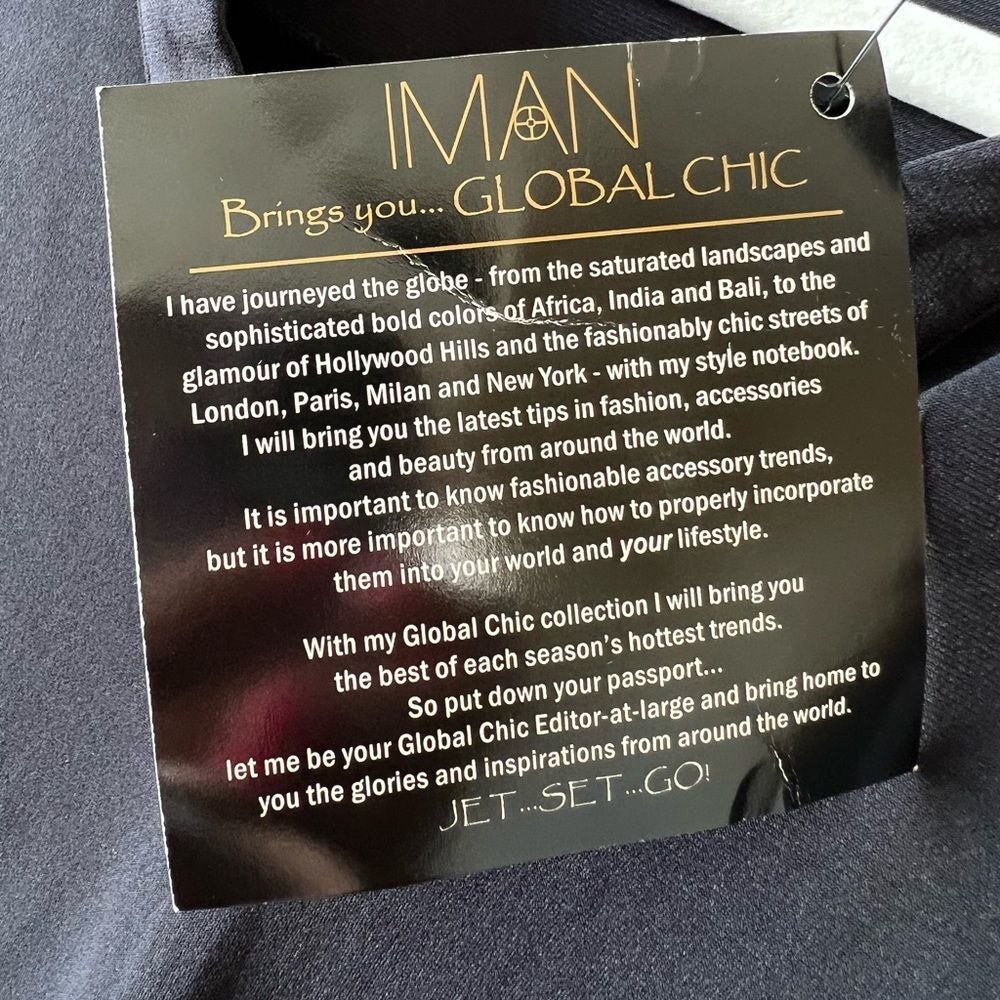 IMAN
Brings you... GLOBAL CHIC
I have journeyed the globe - from the saturated landscapes and
sophisticated bold colors of Africa, India and Bali, to the
glamour of Hollywood Hills and the fashionably chic streets of
London, Paris, Milan and New York - with my style notebook.
I will bring you the latest tips in fashion, accessories
and beauty from around the world.
It is important to know fashionable accessory trends,
but it is more important to know how to properly incorporate
them into your world and your lifestyle.
With my Global Chic collection I will bring you
the best of each season's hottest trends.
So put down your passport...
let me be your Global Chic Editor-at-large and bring home to
you the glories and inspirations from around the world.
JET...SET...GO!